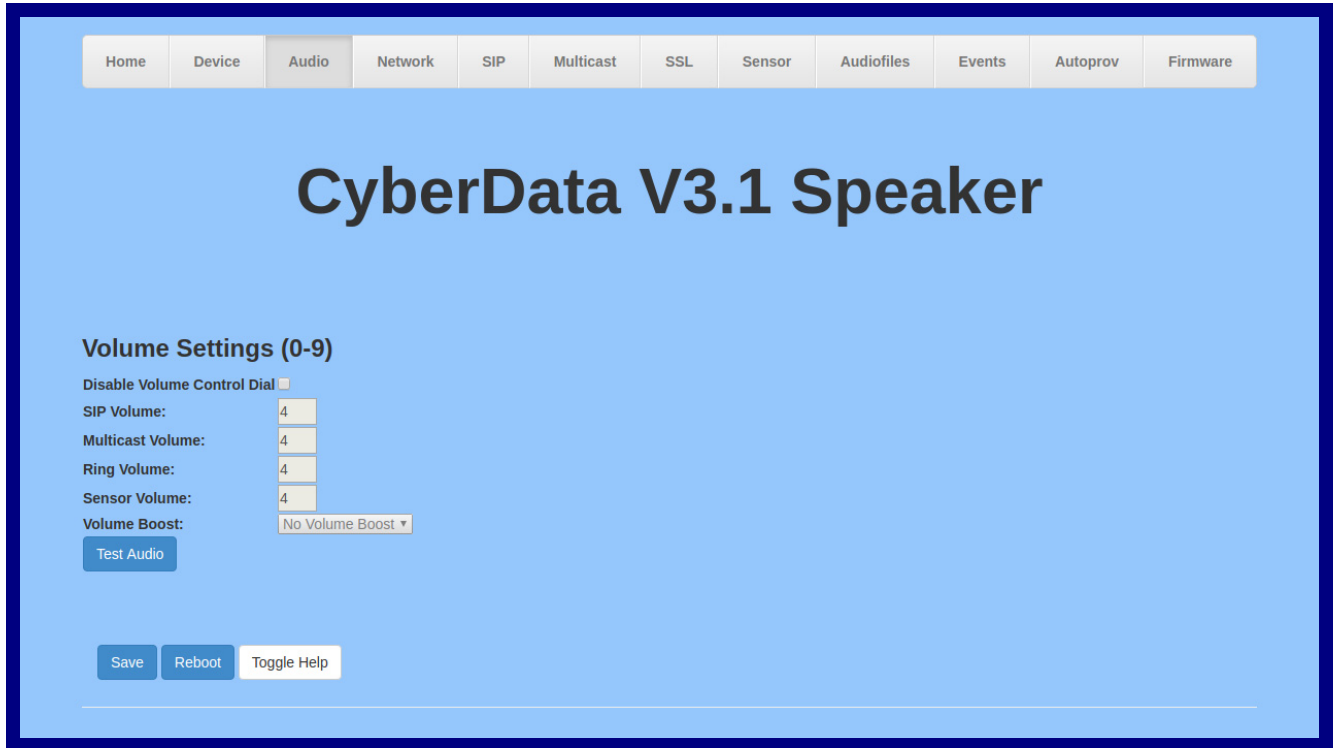 Home Device Audio Network SIP Multicast SSL Sensor Audiofiles Events Autoprov Firmware
CyberData V3.1 Speaker
Volume Settings (0-9)
Disable Volume Control Dial
SIP Volume: 4
Multicast Volume: 4
Ring Volume: 4
Sensor Volume: 4
Volume Boost: No Volume Boost
Test Audio
Save Reboot Toggle Help